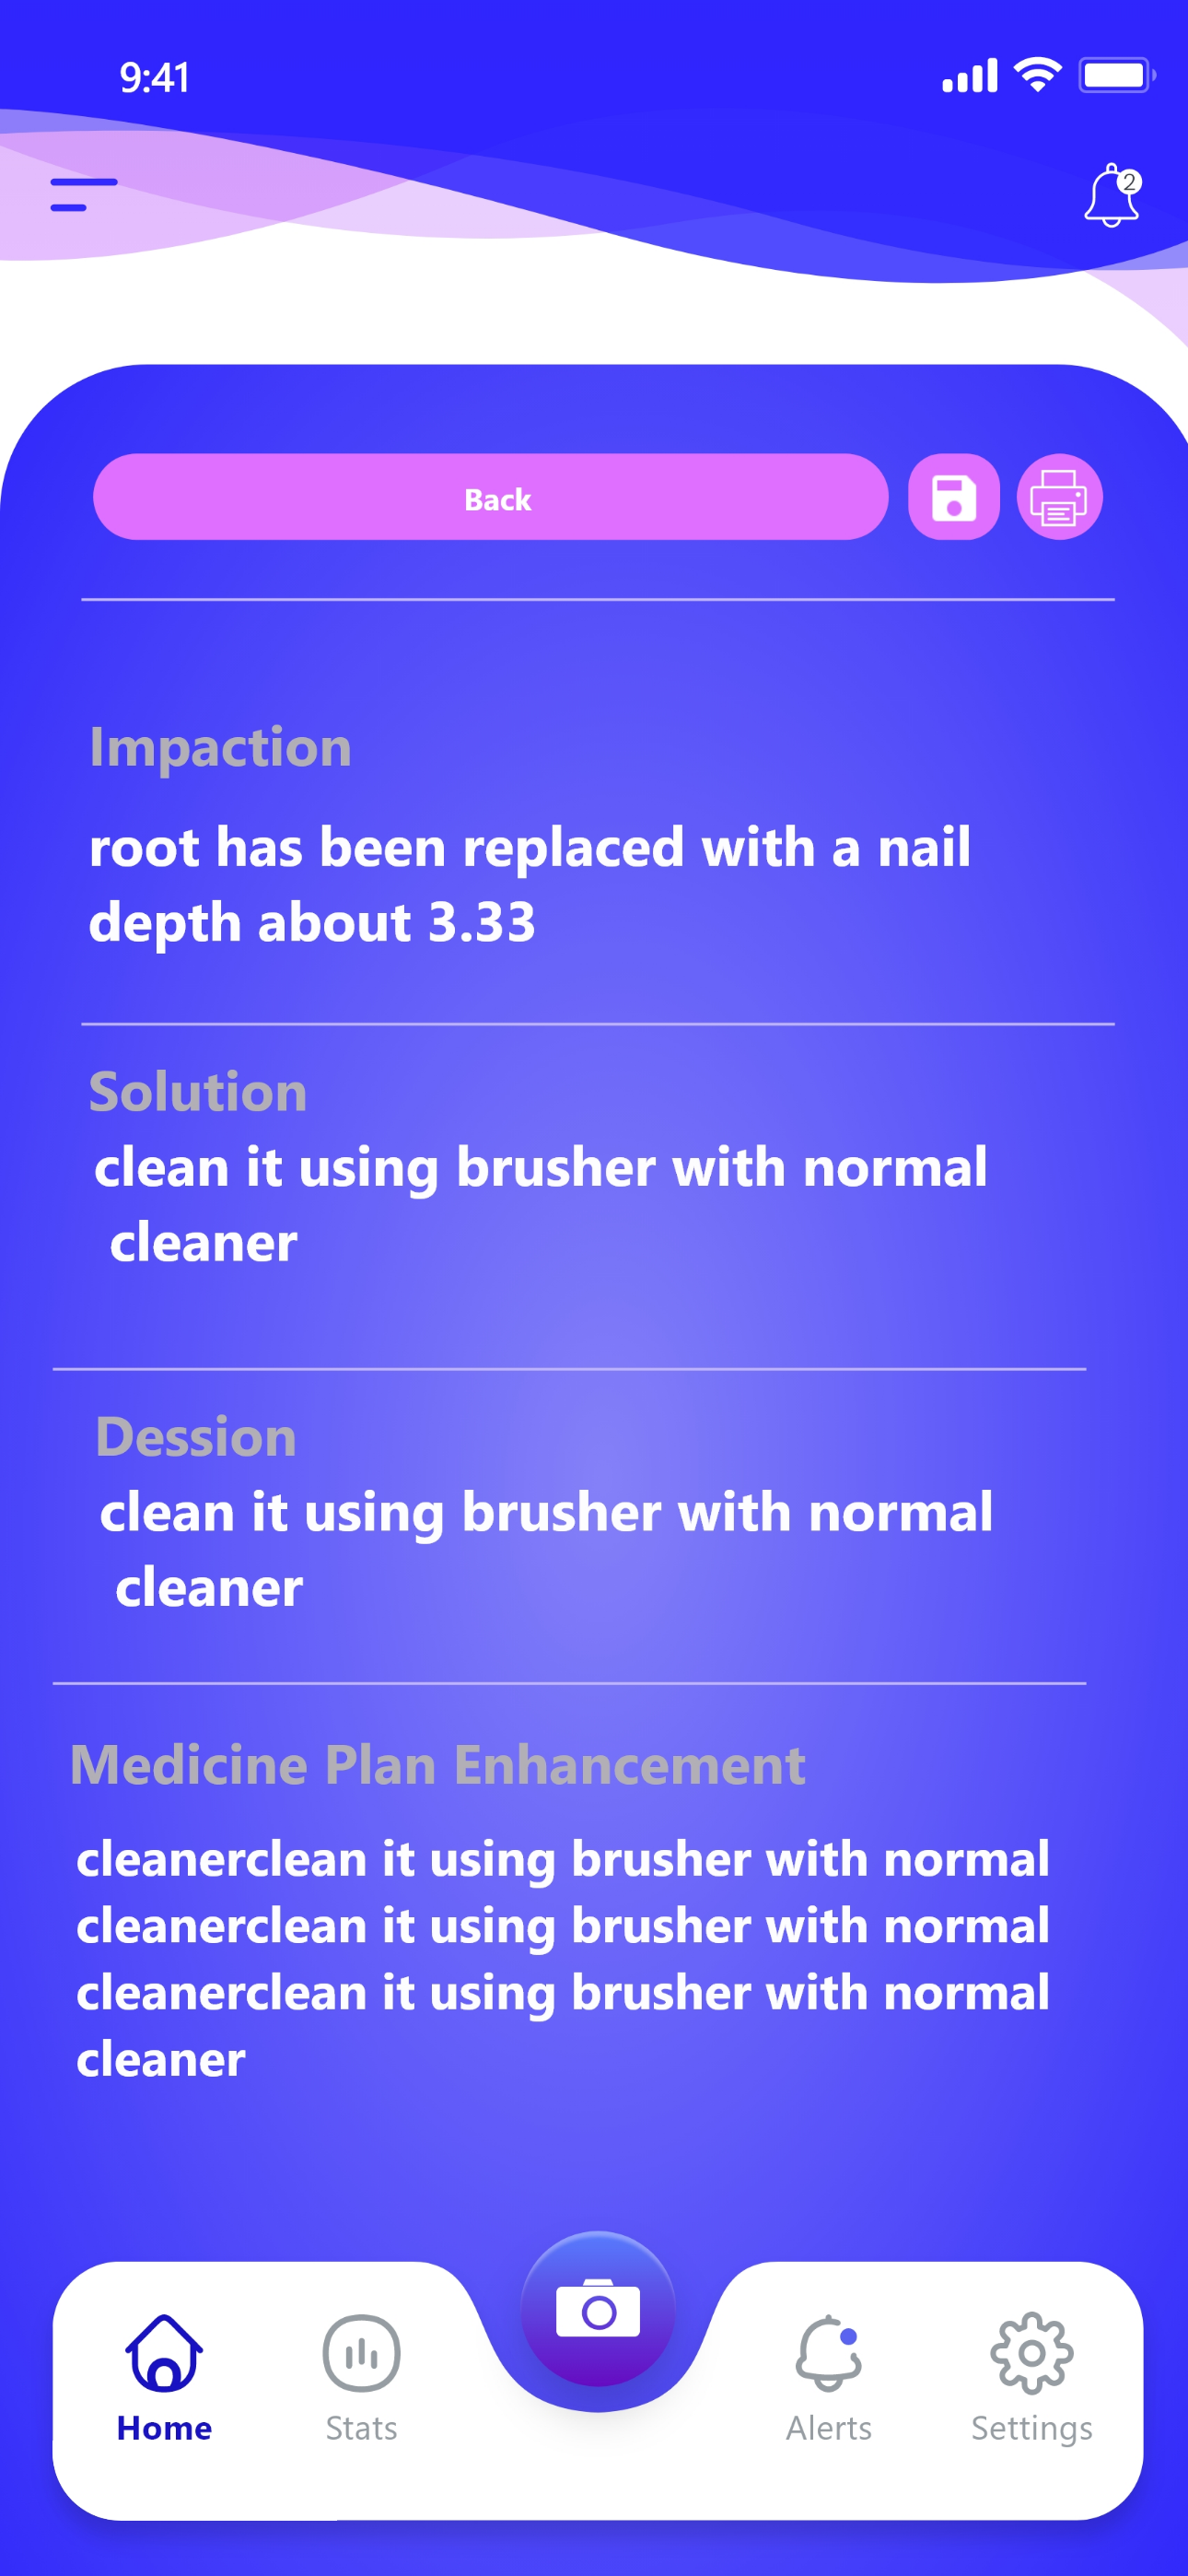 9:41
2
Back
Impaction
root has been replaced with a nail
depth about 3.33
Solution
clean it using brusher with normal
cleaner
Dession
clean it using brusher with normal
cleaner
Medicine Plan Enhancement
cleanerclean it using brusher with normal
cleanerclean it using brusher with normal
cleanerclean it using brusher with normal
cleaner
Home
Stats
Alerts
Settings